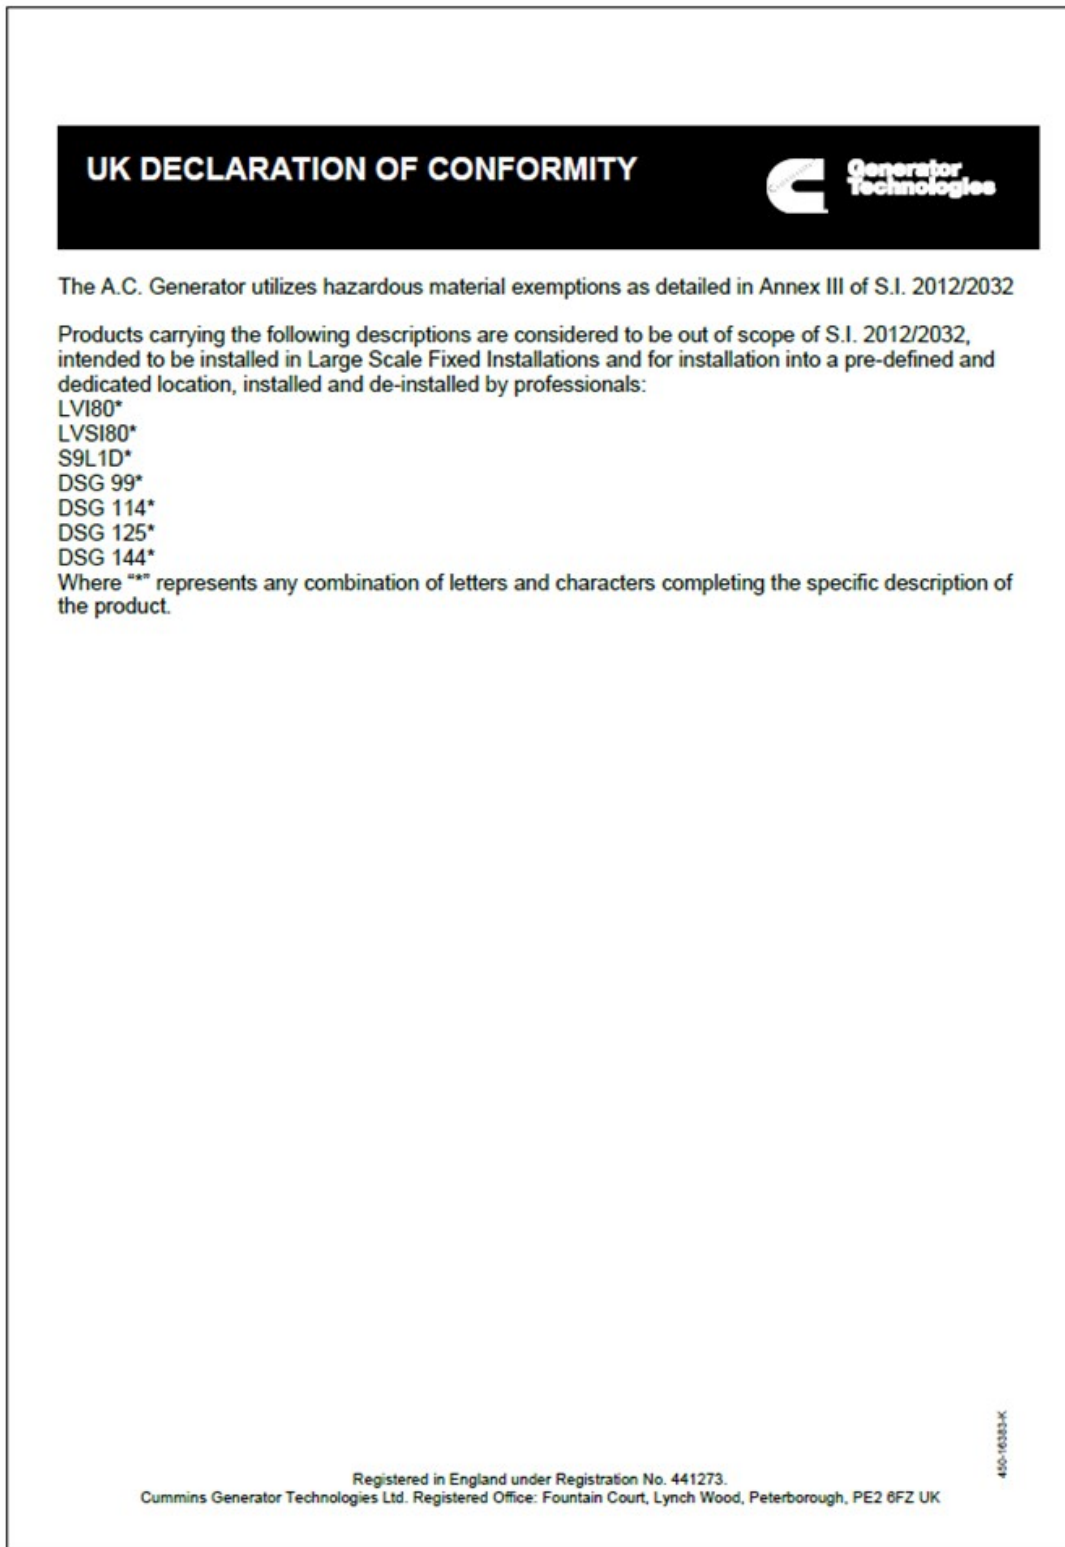 UK DECLARATION OF CONFORMITY
Generator
Technologies
The A.C. Generator utilizes hazardous material exemptions as detailed in Annex III of S.I. 2012/2032
Products carrying the following descriptions are considered to be out of scope of S.I. 2012/2032,
intended to be installed in Large Scale Fixed Installations and for installation into a pre-defined and
dedicated location, installed and de-installed by professionals:
LVI80*
LVSI80*
S9L1D*
DSG 99*
DSG 114*
DSG 125*
DSG 144*
Where “*” represents any combination of letters and characters completing the specific description of
the product.
450-16383-K
Registered in England under Registration No. 441273.
Cummins Generator Technologies Ltd. Registered Office: Fountain Court, Lynch Wood, Peterborough, PE2 6FZ UK